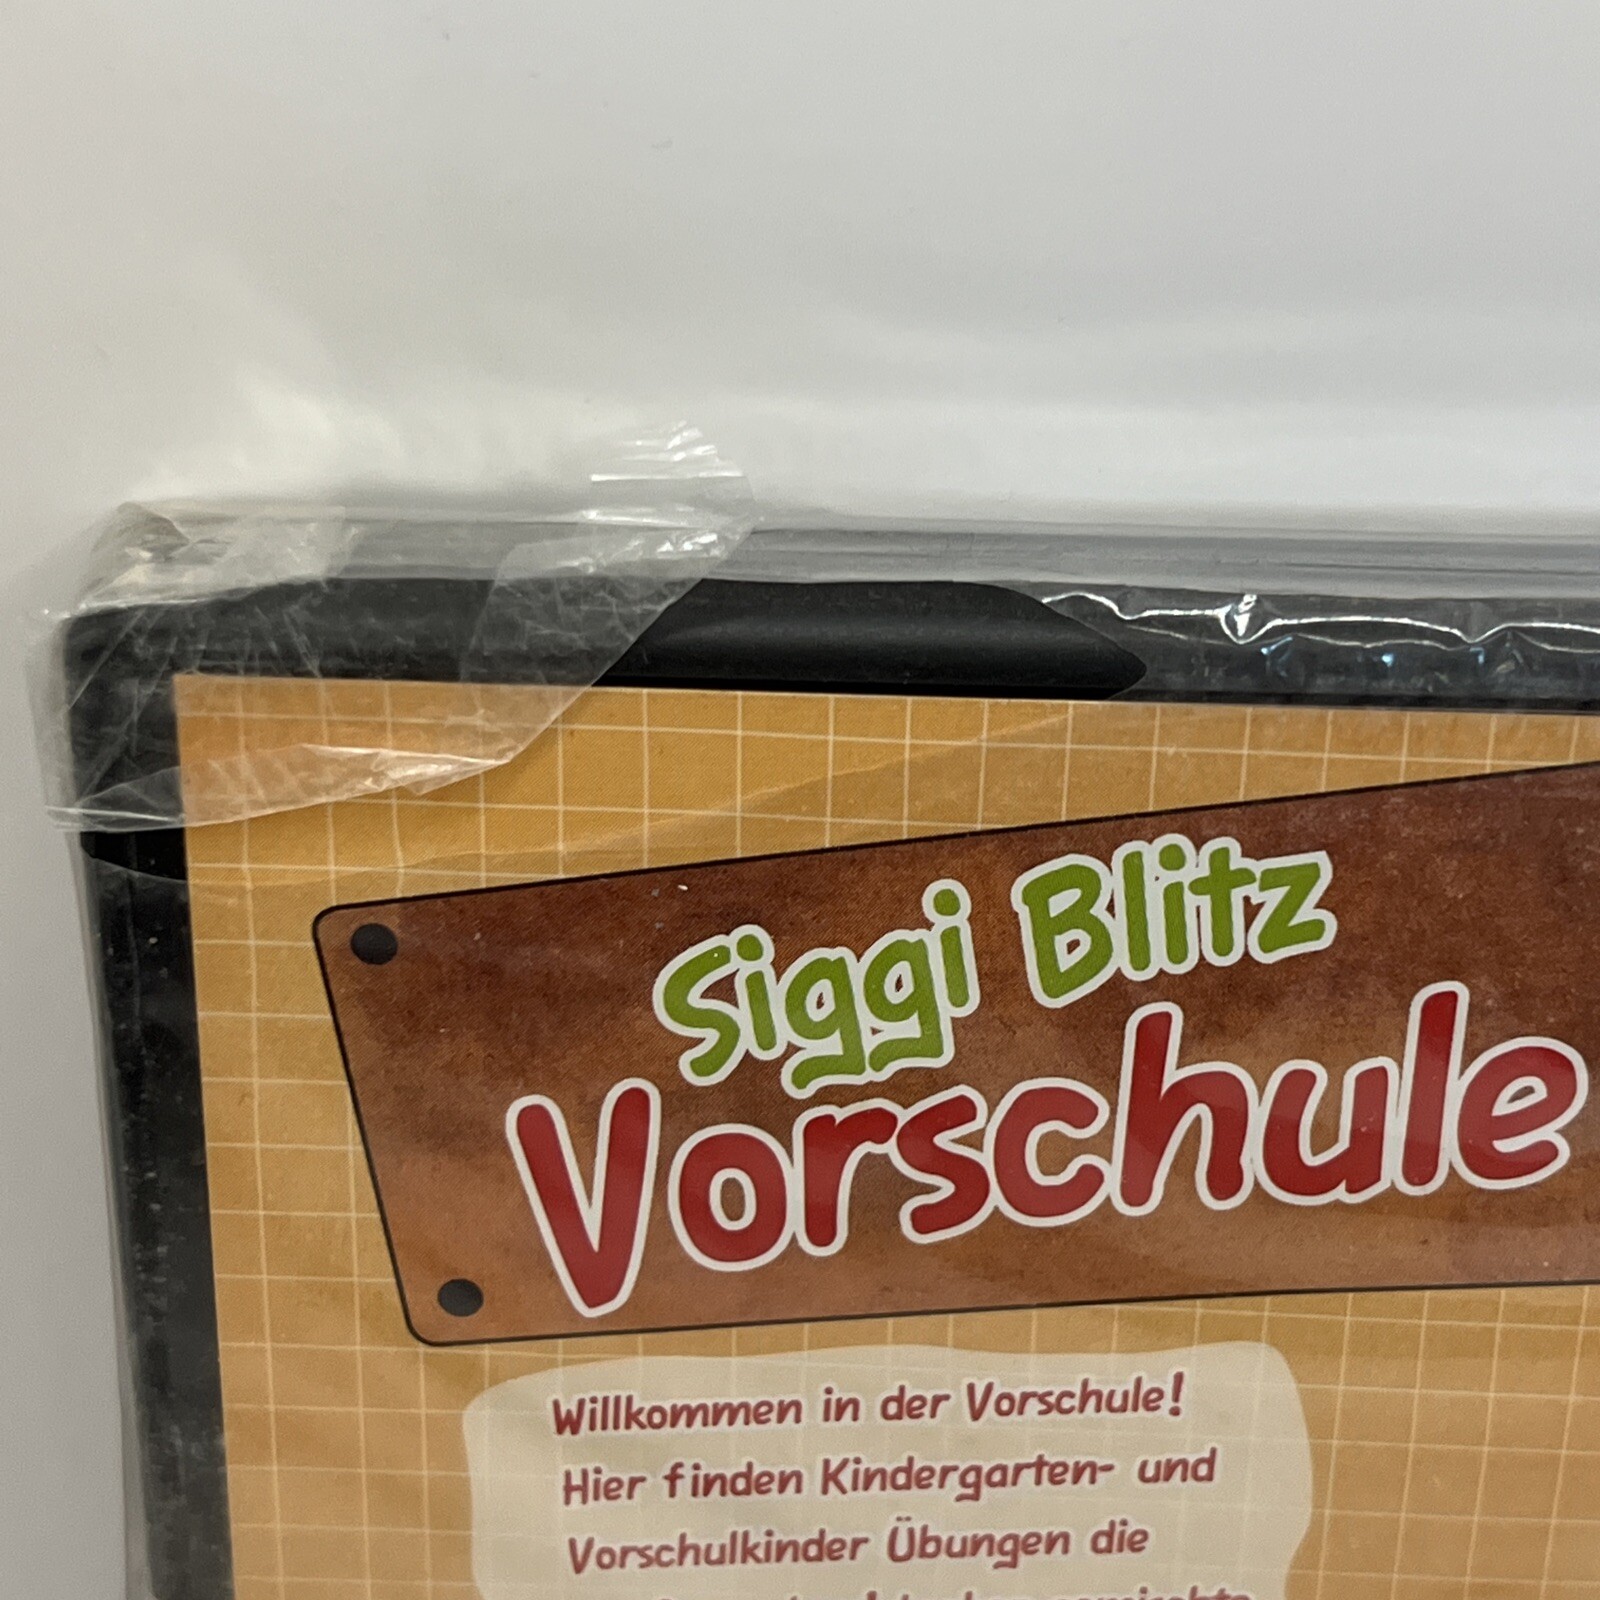 Siggi Blitz
Vorschule
Willkommen in der Vorschule!
Hier finden Kindergarten- und
Vorschulkinder Übungen die